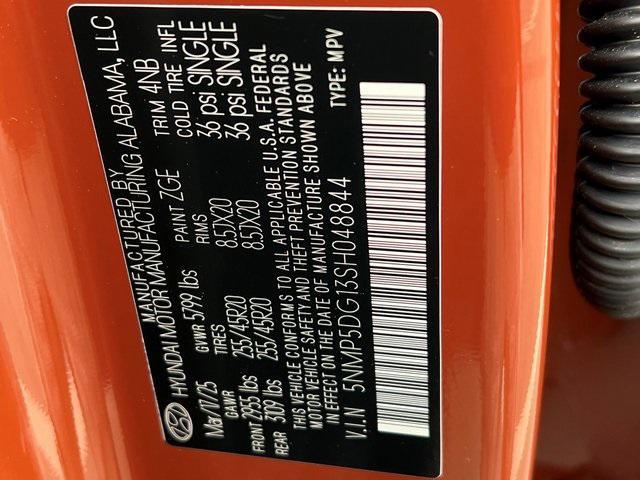 MANUFACTURED BY
HYUNDAI MOTOR MANUFACTURING ALABAMA, LLC
Mar/17/25 PAINT ZGE TRIM 4NB
GAWR GVWR 5799 lbs
TIRES RIMS COLD TIRE INFL
FRONT 2955 lbs 255/45R20 8.5JX20 36 psi SINGLE
REAR 3109 lbs 255/45R20 8.5JX20 36 psi SINGLE
THIS VEHICLE CONFORMS TO ALL APPLICABLE U.S.A. FEDERAL
MOTOR VEHICLE SAFETY AND THEFT PREVENTION STANDARDS
IN EFFECT ON THE DATE OF MANUFACTURE SHOWN ABOVE
V.I.N 5NMP5DG13SH048844 TYPE: MPV